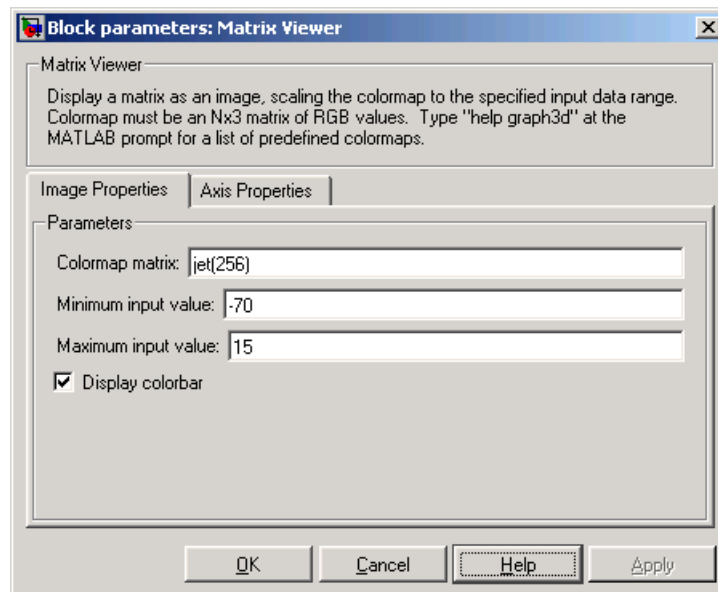 Block parameters: Matrix Viewer
Matrix Viewer
Display a matrix as an image, scaling the colormap to the specified input data range.
Colormap must be an Nx3 matrix of RGB values.  Type "help graph3d" at the
MATLAB prompt for a list of predefined colormaps.
Image Properties Axis Properties
Parameters
Colormap matrix: jet(256)
Minimum input value: -70
Maximum input value: 15
Display colorbar
OK Cancel Help Apply